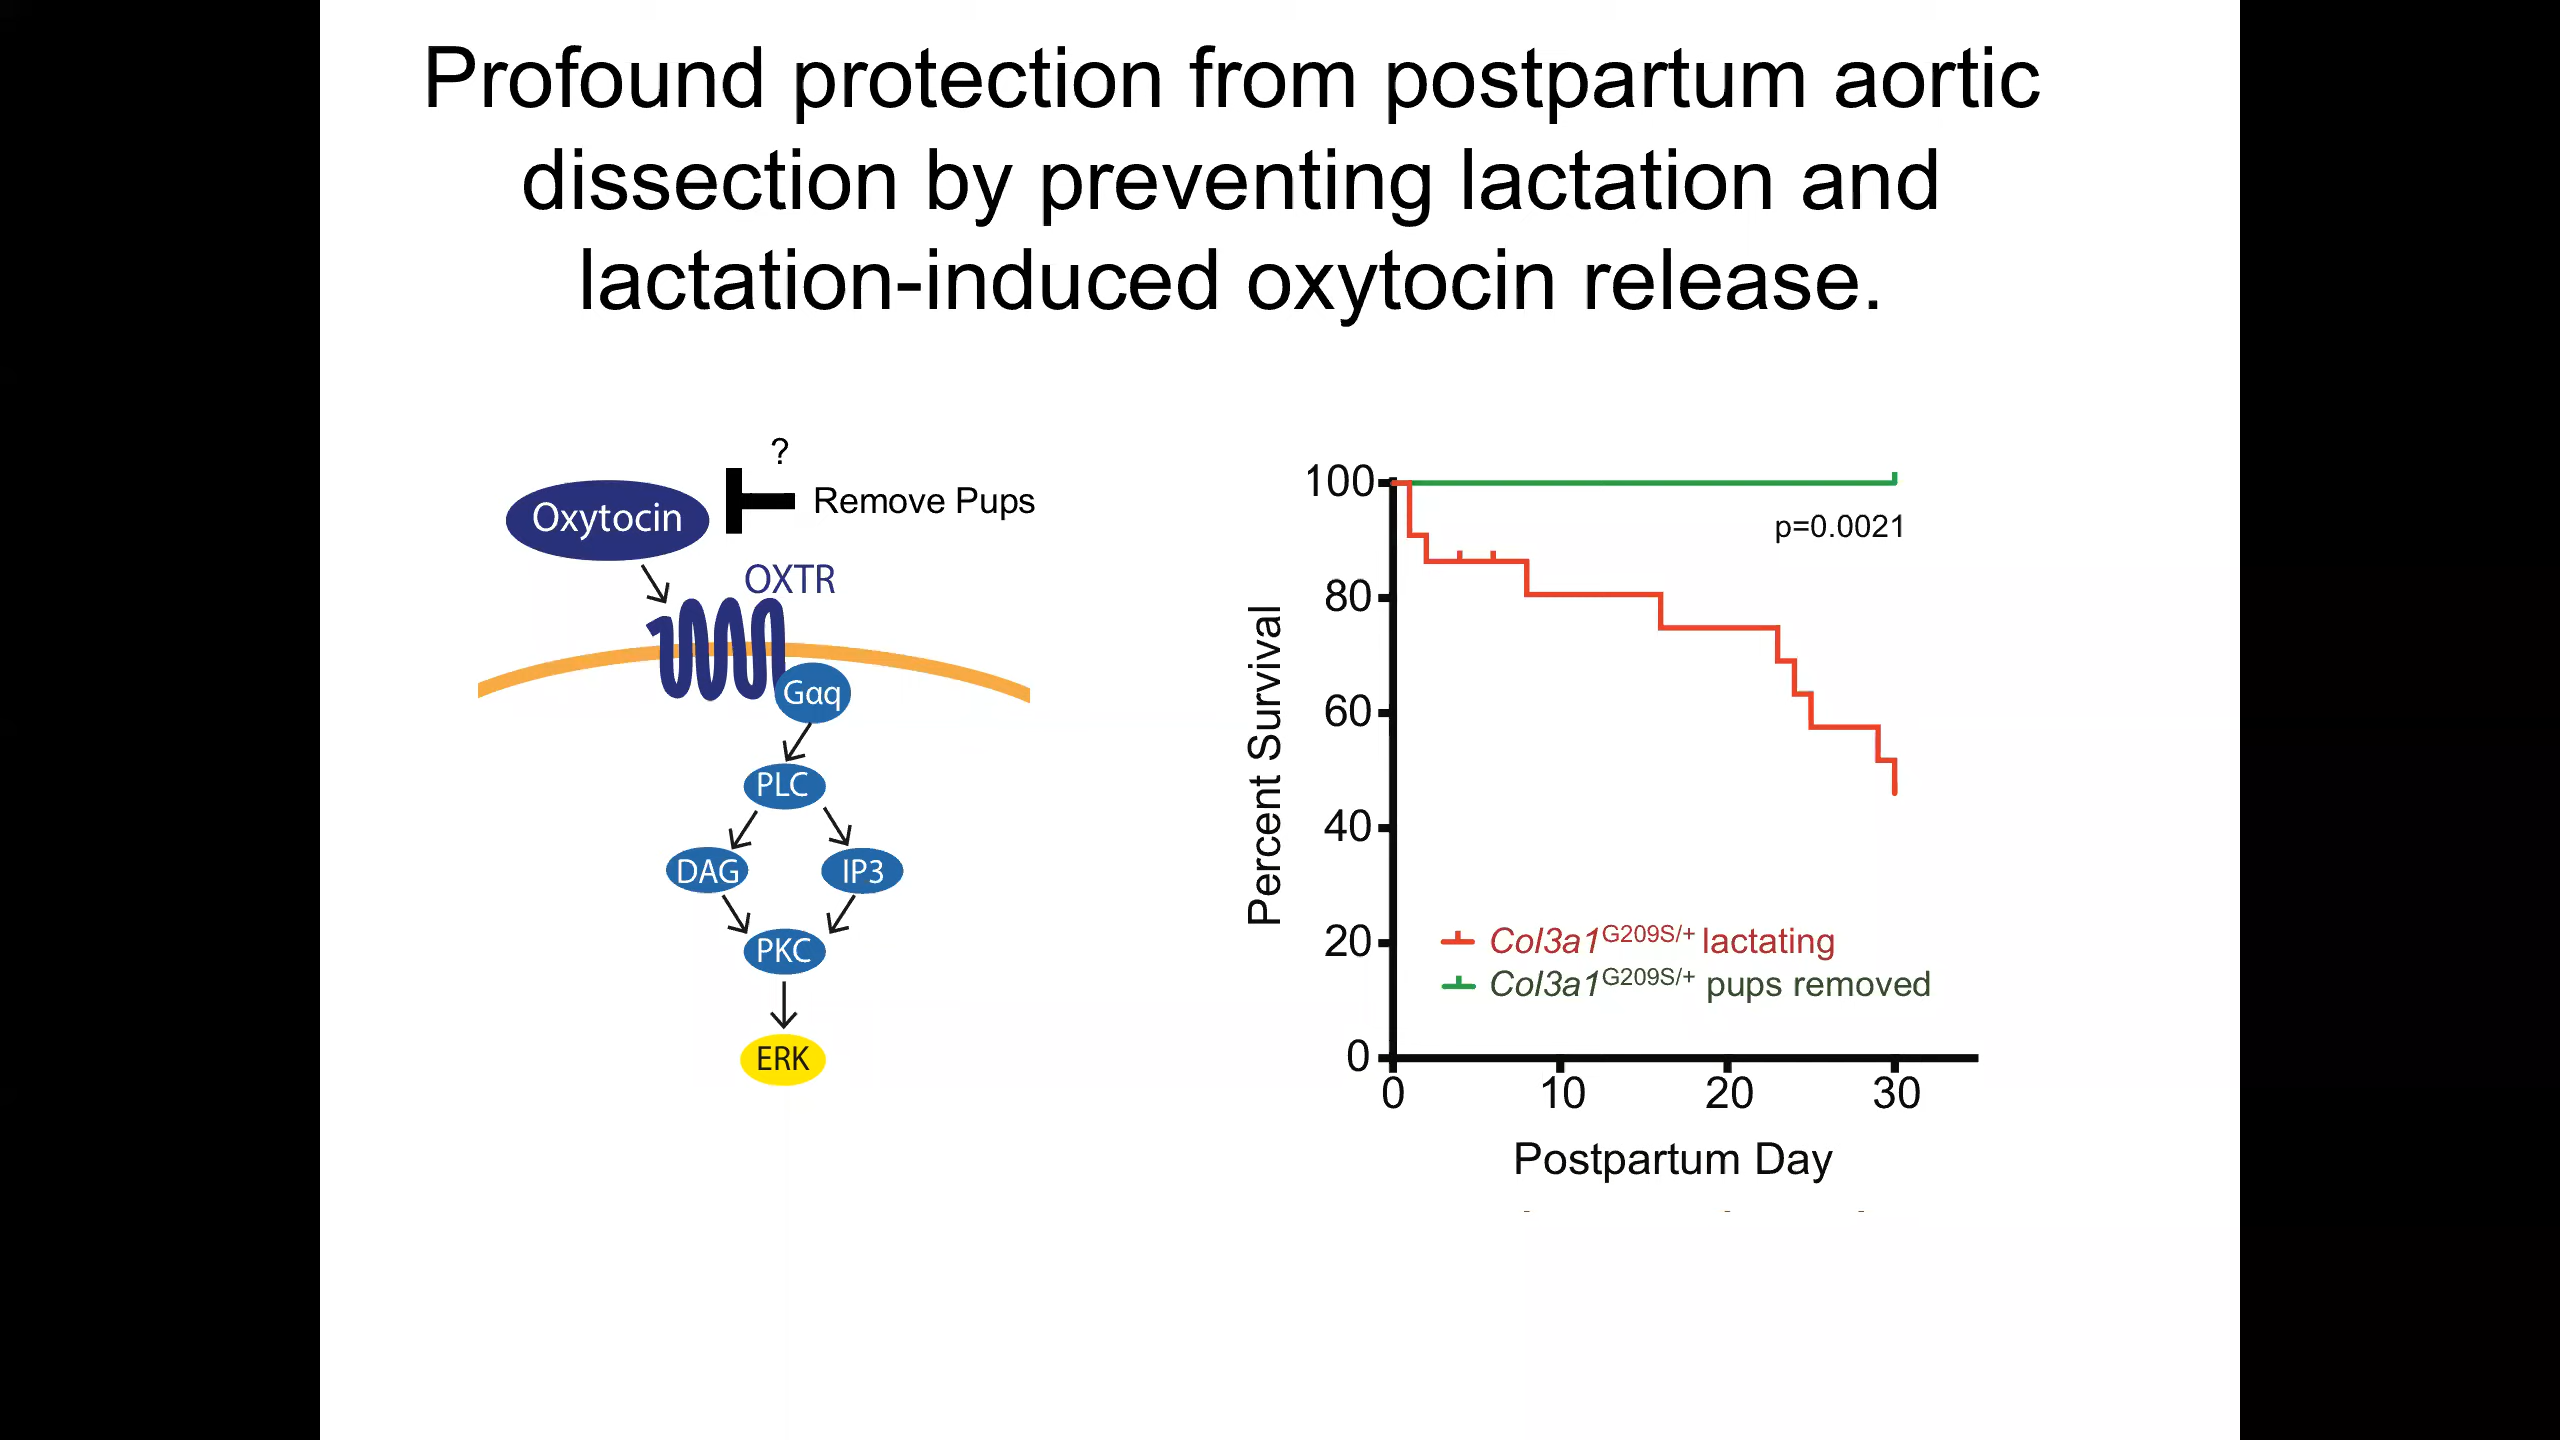 Profound protection from postpartum aortic
dissection by preventing lactation and
lactation-induced oxytocin release.
?
Oxytocin
Remove Pups
OXTR
Gαq
PLC
DAG
IP3
PKC
ERK
100
80
60
40
20
0
Percent Survival
p=0.0021
Col3a1G209S/+ lactating
Col3a1G209S/+ pups removed
0
10
20
30
Postpartum Day